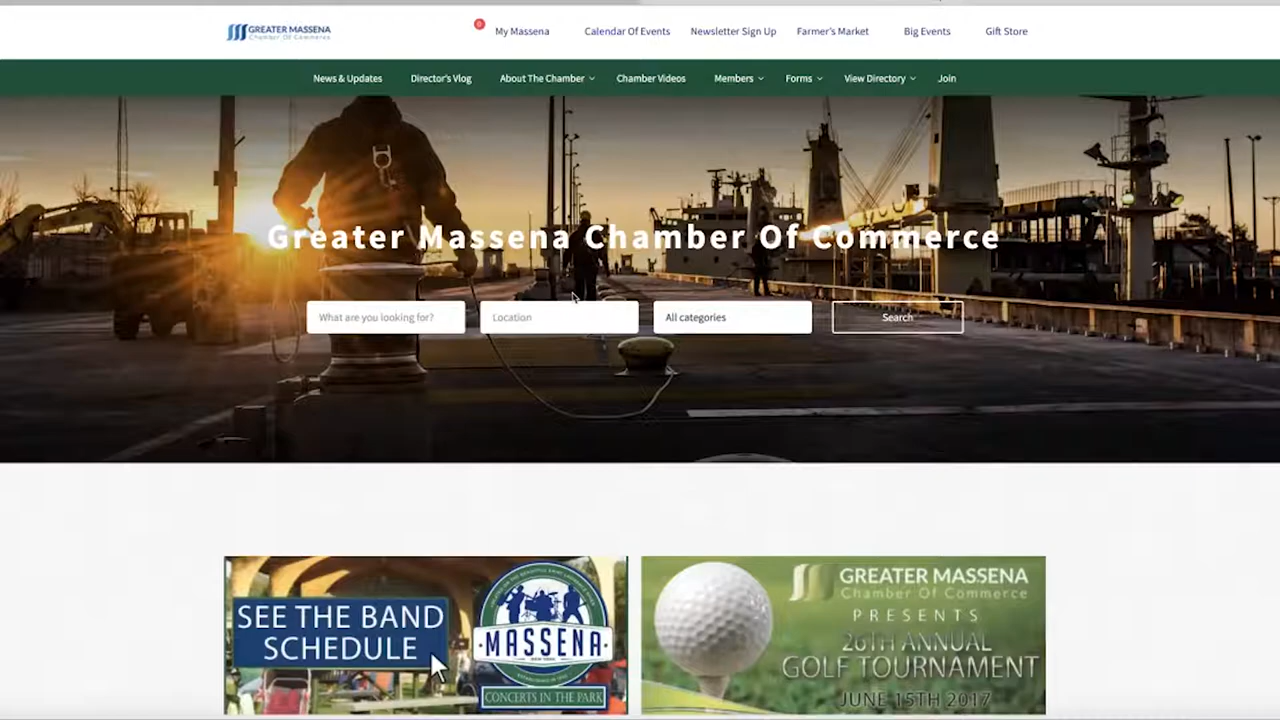 GREATER MASSENA
Chamber Of Commerce
0
My Massena
Calendar Of Events
Newsletter Sign Up
Farmer's Market
Big Events
Gift Store
News & Updates
Director's Vlog
About The Chamber
Chamber Videos
Members
Forms
View Directory
Join
Greater Massena Chamber Of Commerce
What are you looking for?
Location
All categories
Search
SEE THE BAND
SCHEDULE
MASSENA
NEW YORK
CONCERTS IN THE PARK
GREATER MASSENA
Chamber Of Commerce
PRESENTS
26TH ANNUAL
GOLF TOURNAMENT
JUNE 15TH 2017